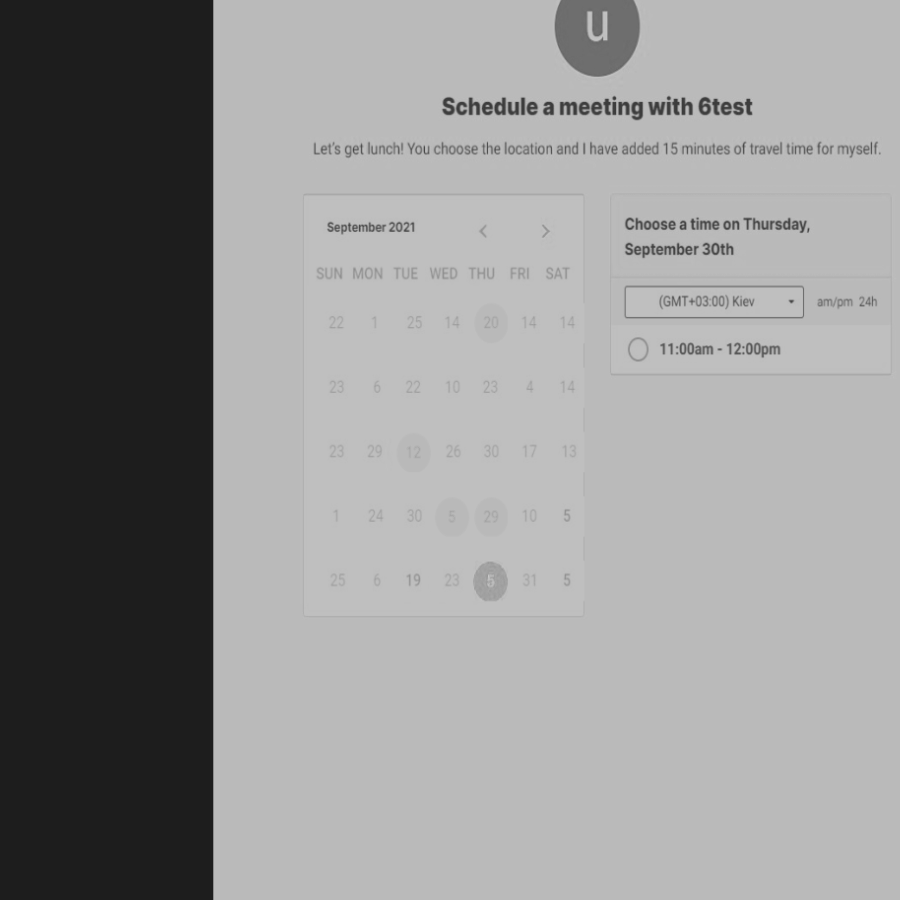 u
Schedule a meeting with 6test
Let's get lunch! You choose the location and I have added 15 minutes of travel time for myself.
September 2021
SUN MON TUE WED THU FRI SAT
22 1 25 14 20 14 14
23 6 22 10 23 4 14
23 29 12 26 30 17 13
1 24 30 5 29 10 5
25 6 19 23 5 31 5
Choose a time on Thursday,
September 30th
(GMT+03:00) Kiev am/pm 24h
11:00am - 12:00pm